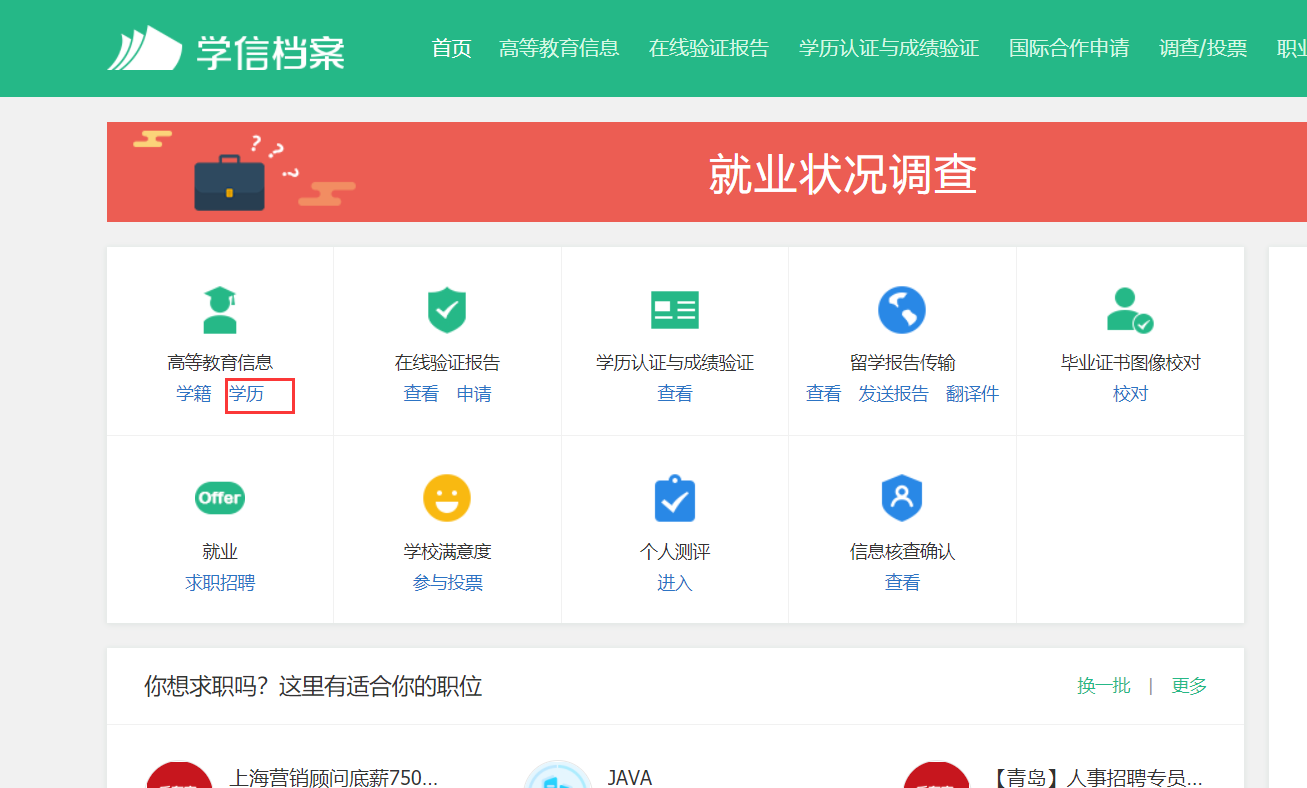 学信档案 首页 高等教育信息 在线验证报告 学历认证与成绩验证 国际合作申请 调查/投票 职业
? ? ?
就业状况调查
高等教育信息 在线验证报告 学历认证与成绩验证 留学报告传输 毕业证书图像校对
学籍 学历 查看 申请 查看 查看 发送报告 翻译件 校对
Offer
就业 学校满意度 个人测评 信息核查确认
求职招聘 参与投票 进入 查看
你想求职吗？这里有适合你的职位 换一批 | 更多
上海营销顾问底薪750... JAVA 【青岛】人事招聘专员...